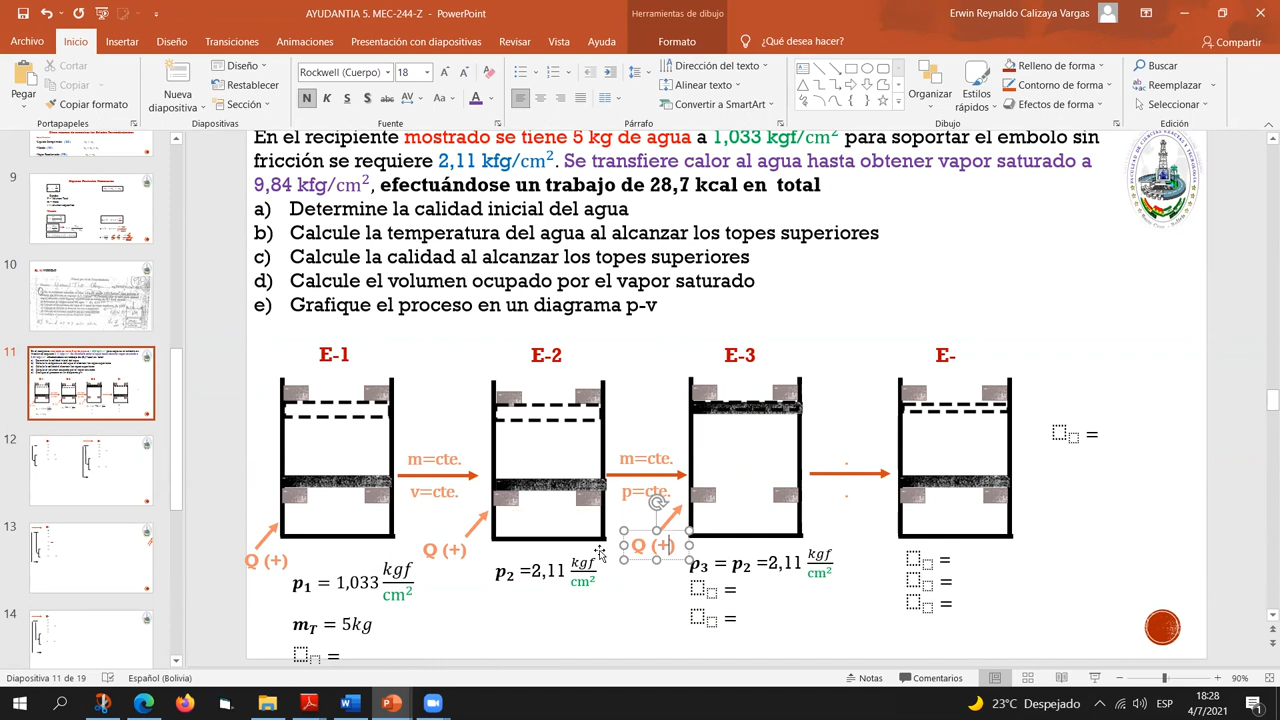 AYUDANTIA 5. MEC-244-Z - PowerPoint
Herramientas de dibujo
Erwin Reynaldo Calizaya Vargas
Archivo Inicio Insertar Diseño Transiciones Animaciones Presentación con diapositivas Revisar Vista Ayuda Formato ¿Qué desea hacer? Compartir
Pegar
Cortar
Copiar
Copiar formato
Portapapeles
Nueva diapositiva
Diseño
Restablecer
Sección
Diapositivas
Rockwell (Cuerpo) 18
N K S S abc AV Aa A
Fuente
Dirección del texto
Alinear texto
Convertir a SmartArt
Párrafo
Organizar
Estilos rápidos
Relleno de forma
Contorno de forma
Efectos de forma
Dibujo
Buscar
Reemplazar
Seleccionar
Edición
9
10
11
12
13
14
En el recipiente mostrado se tiene 5 kg de agua a 1,033 kgf/cm² para soportar el embolo sin
fricción se requiere 2,11 kfg/cm². Se transfiere calor al agua hasta obtener vapor saturado a
9,84 kfg/cm², efectuándose un trabajo de 28,7 kcal en total
a) Determine la calidad inicial del agua
b) Calcule la temperatura del agua al alcanzar los topes superiores
c) Calcule la calidad al alcanzar los topes superiores
d) Calcule el volumen ocupado por el vapor saturado
e) Grafique el proceso en un diagrama p-v
E-1 E-2 E-3 E-
m=cte. m=cte. .
v=cte. p=cte. .
Q (+) Q (+) Q (+)
p₁ = 1,033 kgf/cm²
m_T = 5kg
=
p₂ =2,11 kgf/cm²
p₃ = p₂ =2,11 kgf/cm²
=
=
=
=
=
=
Diapositiva 11 de 19 Español (Bolivia) Notas Comentarios 90%
23°C Despejado ESP 18:28
4/7/2021